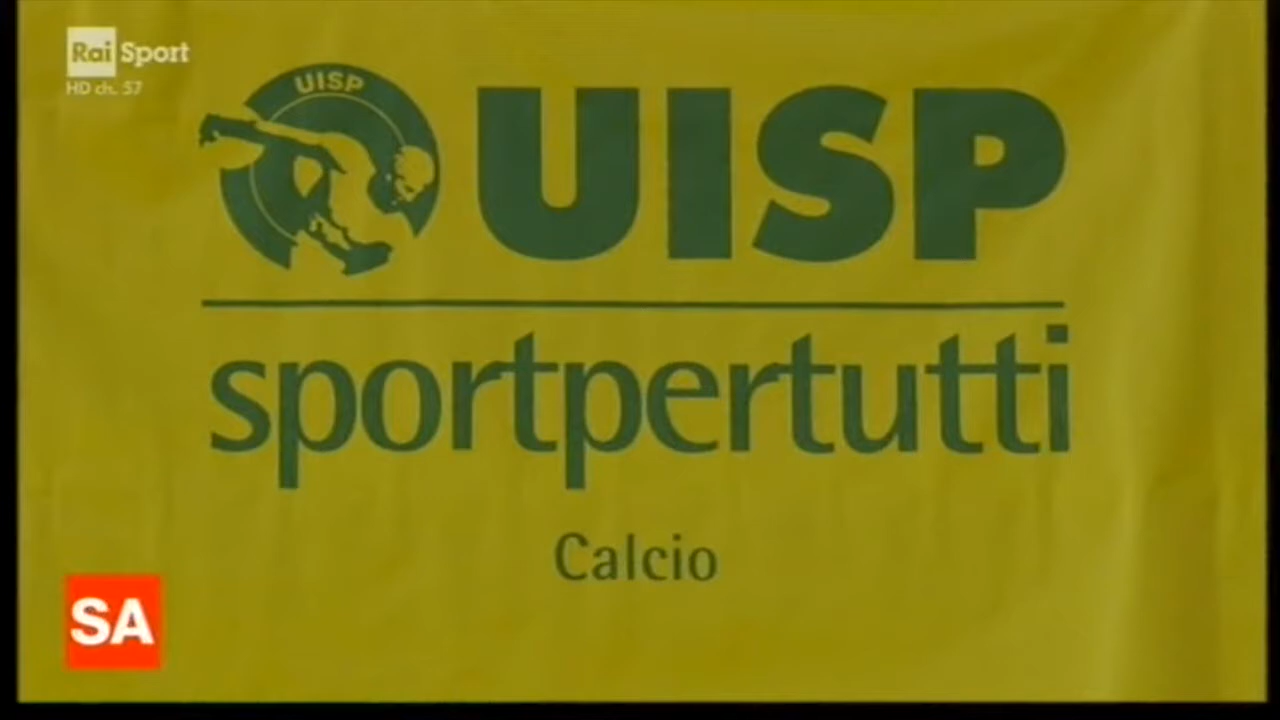 Rai Sport
HD ch. 57
UISP
UISP
sportpertutti
Calcio
SA